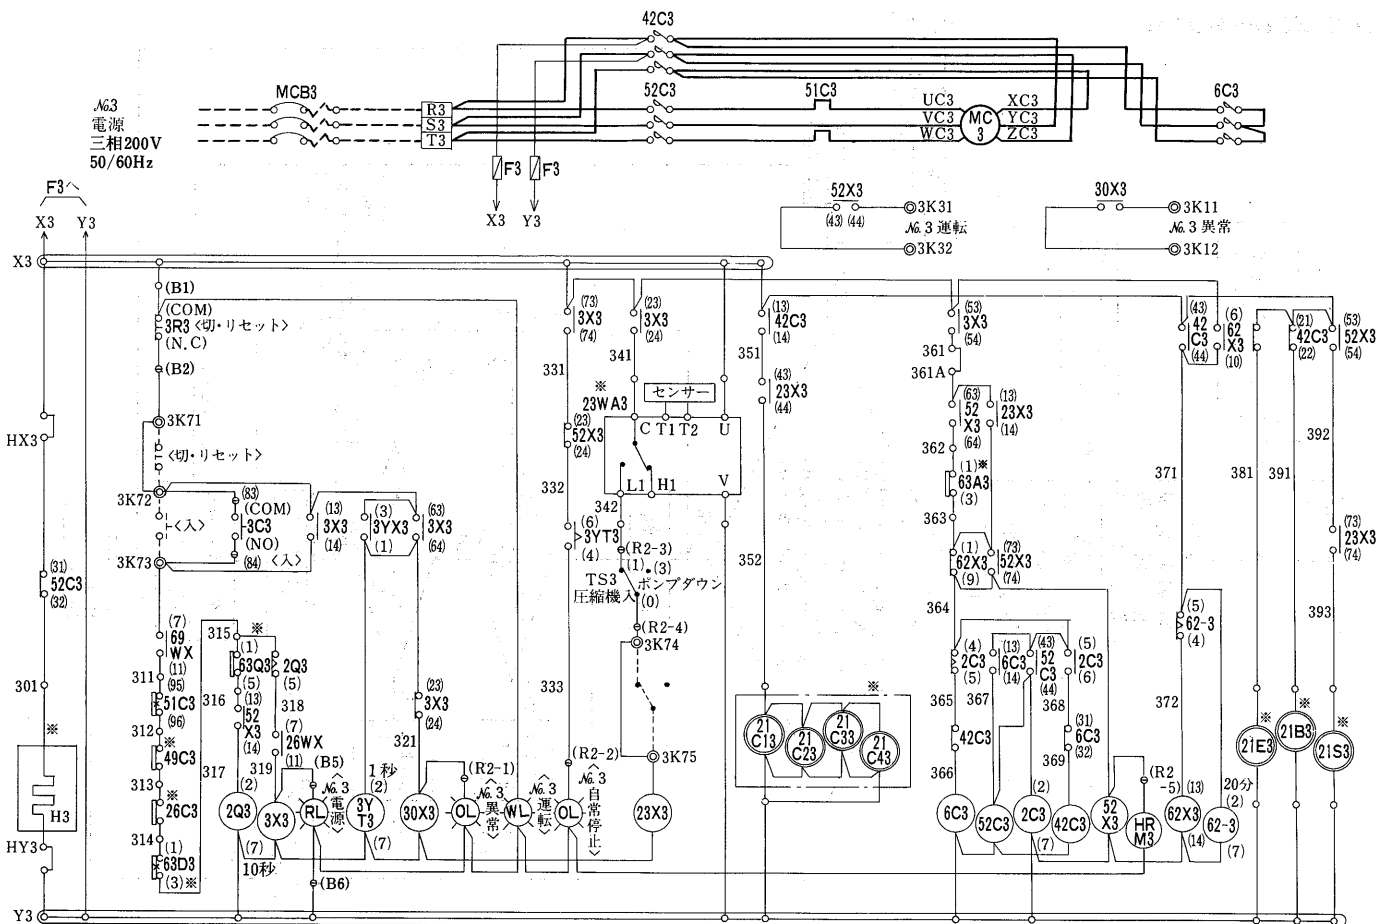 42C3
MCB3
52C3
51C3
6C3
№3
電源
三相200V
50/60Hz
R3
S3
T3
UC3
VC3
WC3
MC
3
XC3
YC3
ZC3
F3
F3
X3
Y3
F3へ
X3
Y3
52X3
(43) (44)
3K31
№3 運転
3K32
30X3
3K11
№3 異常
3K12
X3
(B1)
(COM)
3R3 〈切・リセット〉
(N.C)
(B2)
3K71
〈切・リセット〉
3K72
(83)
(COM)
3C3
(NO)
(84)
〈入〉
〈入〉
3K73
(13)
3X3
(14)
(3)
3YX3
(1)
(63)
3X3
(64)
HX3
(31)
52C3
(32)
301
※
H3
HY3
Y3
(7)
69
WX
(11)
311
(95)
51C3
(96)
312
※
49C3
313
※
26C3
314
(1)
63D3
(3)※
315
※
(1)
63Q3
(5)
316
(13)
52
X3
(14)
317
(2)
2Q3
(7)
10秒
2Q3
(5)
318
(7)
26WX
(11)
319
3X3
(B5)
RL
〈№3電源〉
(B6)
1秒
(2)
3Y
T3
(7)
(23)
3X3
(24)
321
30X3
(R2-1)
OL
〈№3異常〉
WL
〈№3運転〉
(73)
3X3
(74)
331
※
(23)
52X3
(24)
332
(6)
3YT3
(4)
333
(R2-2)
OL
〈№3自常停止〉
(23)
3X3
(24)
341
23WA3
センサー
C T1 T2 U
L1 H1 V
342
(R2-3)
(1) (3)
TS3 ポンプダウン
圧縮機入
(0)
(R2-4)
3K74
3K75
23X3
(13)
42C3
(14)
351
(43)
23X3
(44)
352
※
21
C13
21
C23
21
C33
21
C43
(53)
3X3
(54)
361
361A
(63)
52
X3
(64)
(13)
23X3
(14)
362
(1)※
63A3
(3)
363
(1)
62X3
(9)
(73)
52X3
(74)
364
(4)
2C3
(5)
365
42C3
366
6C3
(13)
6C3
(14)
367
52C3
(43)
52
C3
(44)
(2)
2C3
(7)
(5)
2C3
(6)
368
(31)
6C3
(32)
369
42C3
52
X3
(R2
-5)
HR
M3
(43)
42
C3
(44)
(6)
62
X3
(10)
371
(5)
62-3
(4)
372
(13)
62X3
(14)
20分
(2)
62-3
(7)
381
※
21E3
(21)
42C3
(22)
391
※
21B3
(53)
52X3
(54)
392
(73)
23X3
(74)
393
※
21S3